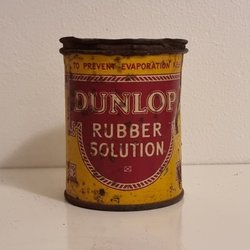 TO PREVENT EVAPORATION
DUNLOP
RUBBER
SOLUTION